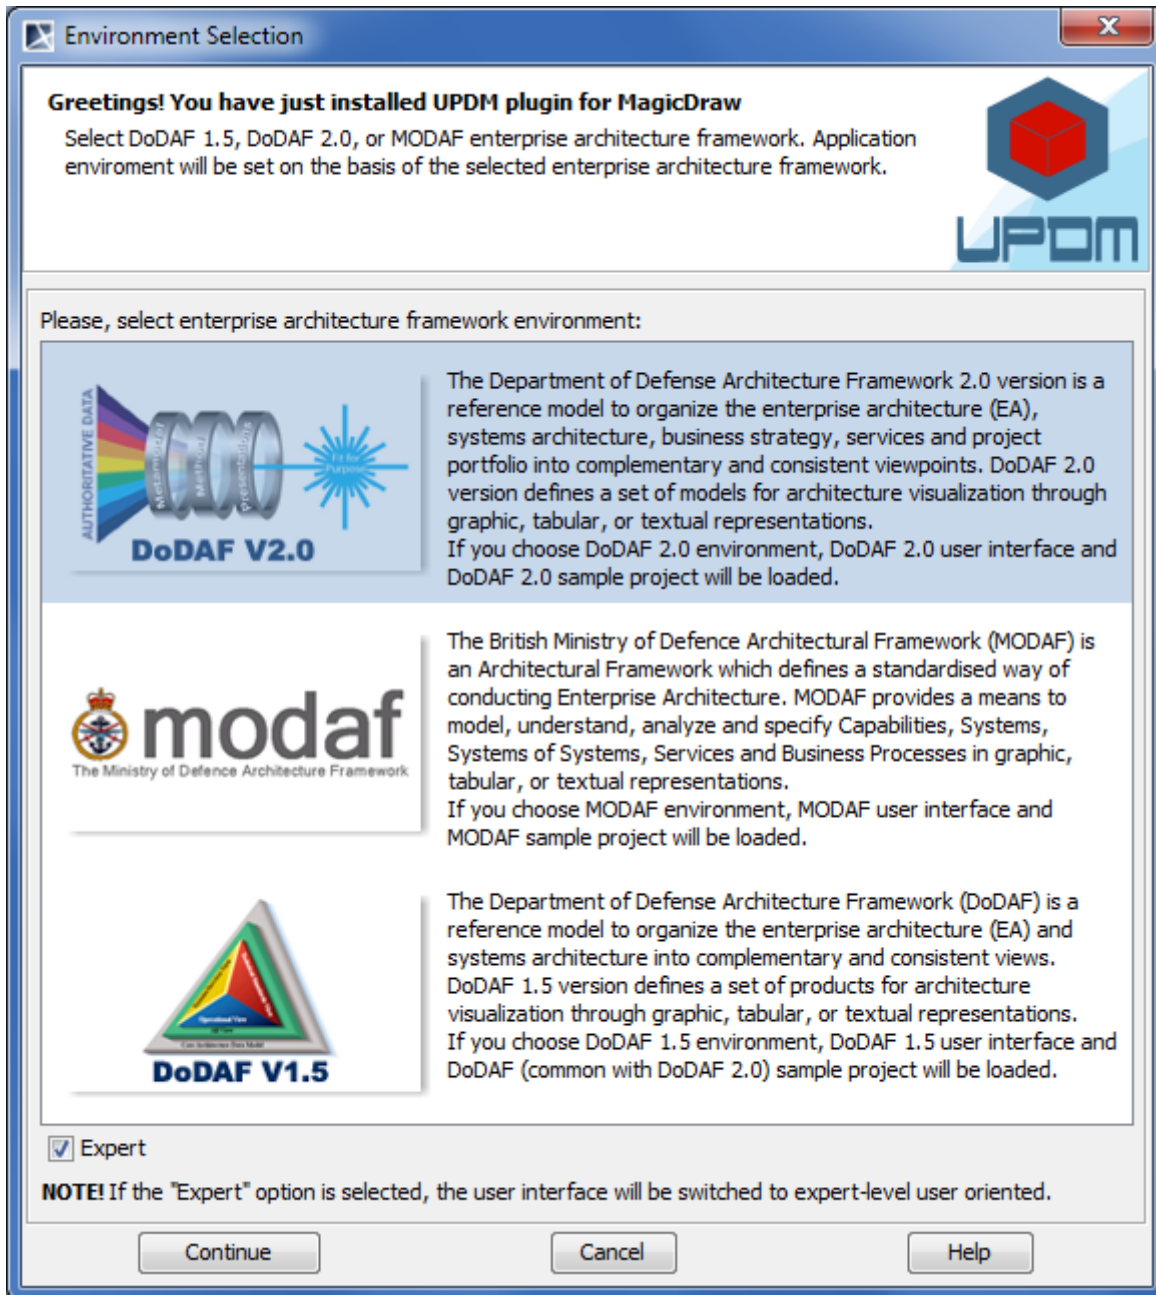 Environment Selection
Greetings! You have just installed UPDM plugin for MagicDraw
Select DoDAF 1.5, DoDAF 2.0, or MODAF enterprise architecture framework. Application
enviroment will be set on the basis of the selected enterprise architecture framework.
UPDM
Please, select enterprise architecture framework environment:
AUTHORITATIVE DATA
Metamodel
Method
Presentations
Fit for
Purpose
DoDAF V2.0
The Department of Defense Architecture Framework 2.0 version is a
reference model to organize the enterprise architecture (EA),
systems architecture, business strategy, services and project
portfolio into complementary and consistent viewpoints. DoDAF 2.0
version defines a set of models for architecture visualization through
graphic, tabular, or textual representations.
If you choose DoDAF 2.0 environment, DoDAF 2.0 user interface and
DoDAF 2.0 sample project will be loaded.
modaf
The Ministry of Defence Architecture Framework
The British Ministry of Defence Architectural Framework (MODAF) is
an Architectural Framework which defines a standardised way of
conducting Enterprise Architecture. MODAF provides a means to
model, understand, analyze and specify Capabilities, Systems,
Systems of Systems, Services and Business Processes in graphic,
tabular, or textual representations.
If you choose MODAF environment, MODAF user interface and
MODAF sample project will be loaded.
Operational View
All View
Core Architecture Data Model
DoDAF V1.5
The Department of Defense Architecture Framework (DoDAF) is a
reference model to organize the enterprise architecture (EA) and
systems architecture into complementary and consistent views.
DoDAF 1.5 version defines a set of products for architecture
visualization through graphic, tabular, or textual representations.
If you choose DoDAF 1.5 environment, DoDAF 1.5 user interface and
DoDAF (common with DoDAF 2.0) sample project will be loaded.
Expert
NOTE! If the "Expert" option is selected, the user interface will be switched to expert-level user oriented.
Continue
Cancel
Help